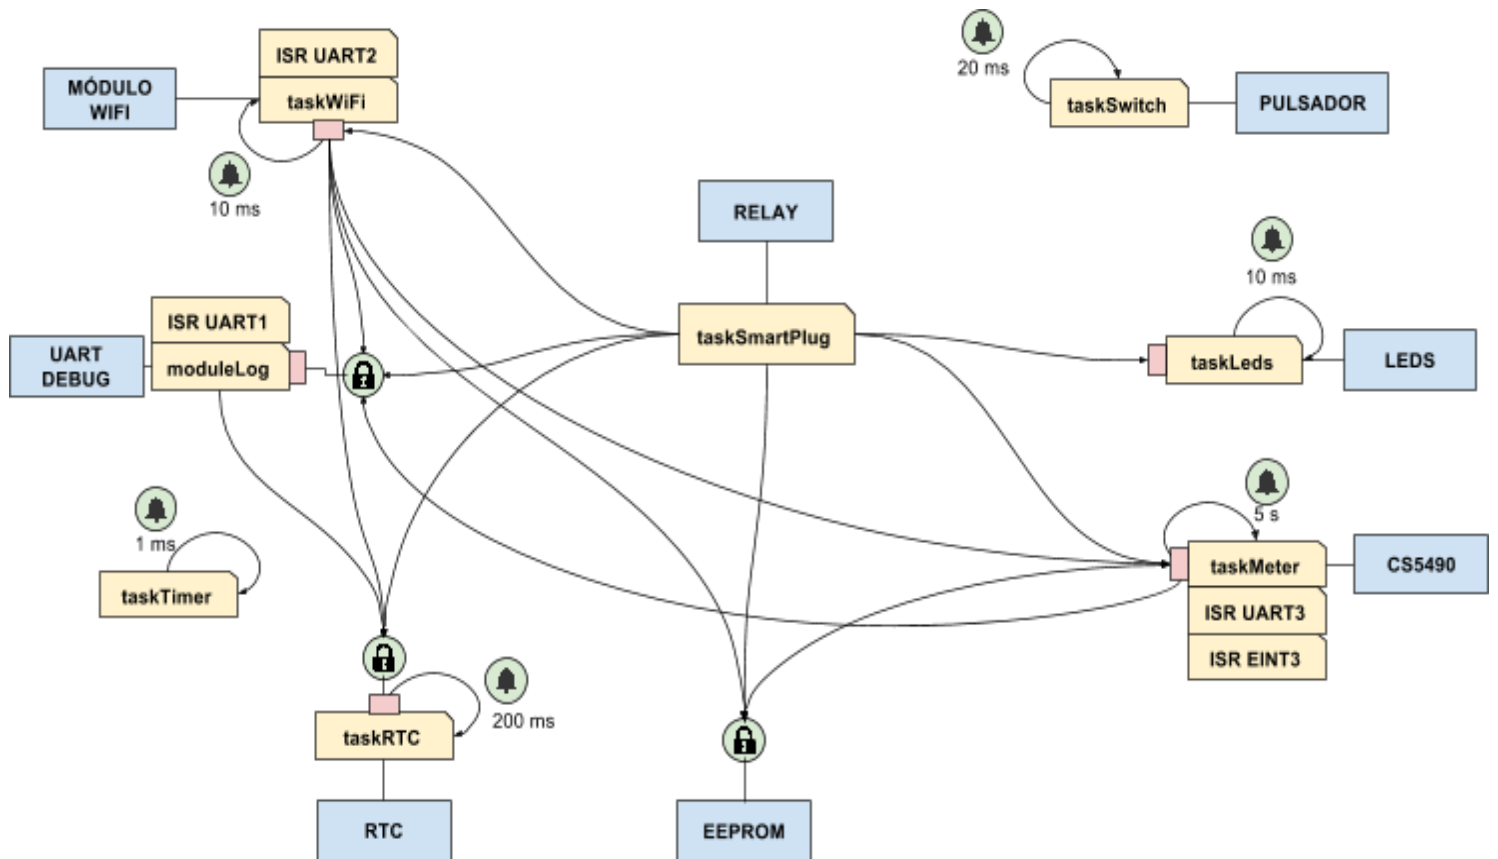 ISR UART2
taskWiFi
MÓDULO
WIFI
10 ms
20 ms
taskSwitch
PULSADOR
RELAY
10 ms
ISR UART1
moduleLog
UART
DEBUG
taskSmartPlug
taskLeds
LEDS
1 ms
taskTimer
5 s
taskMeter
CS5490
ISR UART3
ISR EINT3
200 ms
taskRTC
RTC
EEPROM